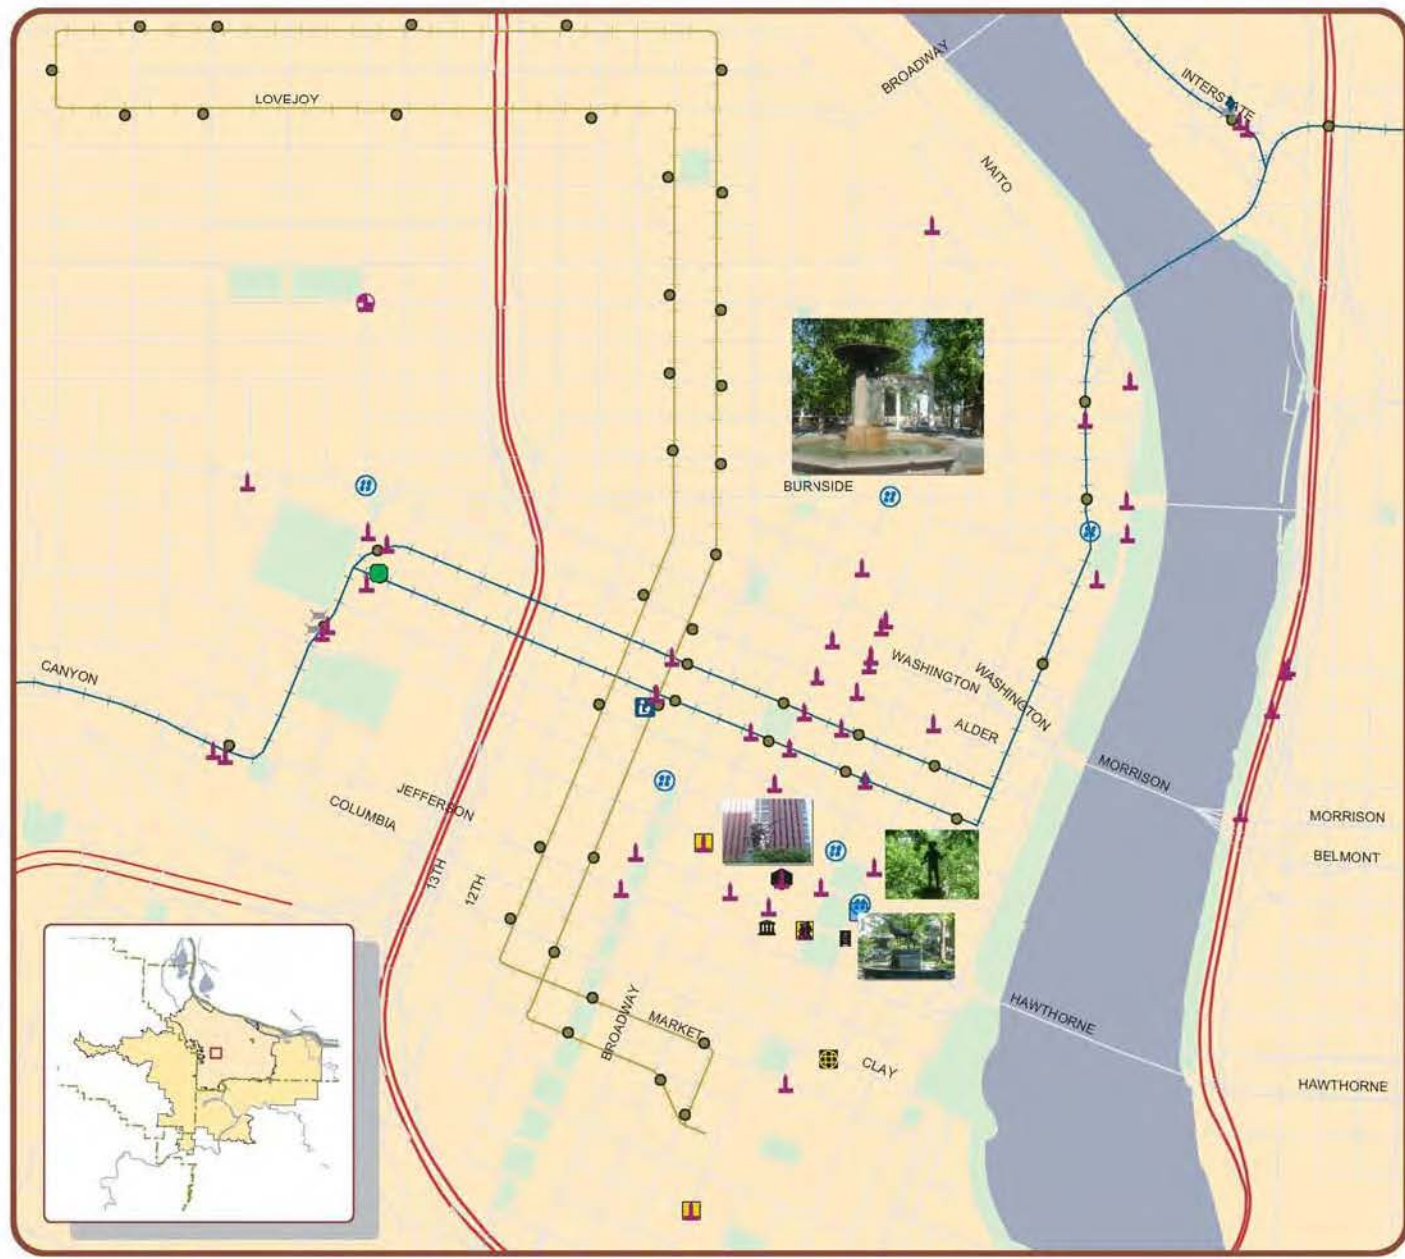 BROADWAY
INTERSTATE
LOVEJOY
NAITO
BURNSIDE
WASHINGTON
WASHINGTON
CANYON
ALDER
MORRISON
JEFFERSON
COLUMBIA
MORRISON
BELMONT
13TH
12TH
HAWTHORNE
BROADWAY
MARKET
CLAY
HAWTHORNE